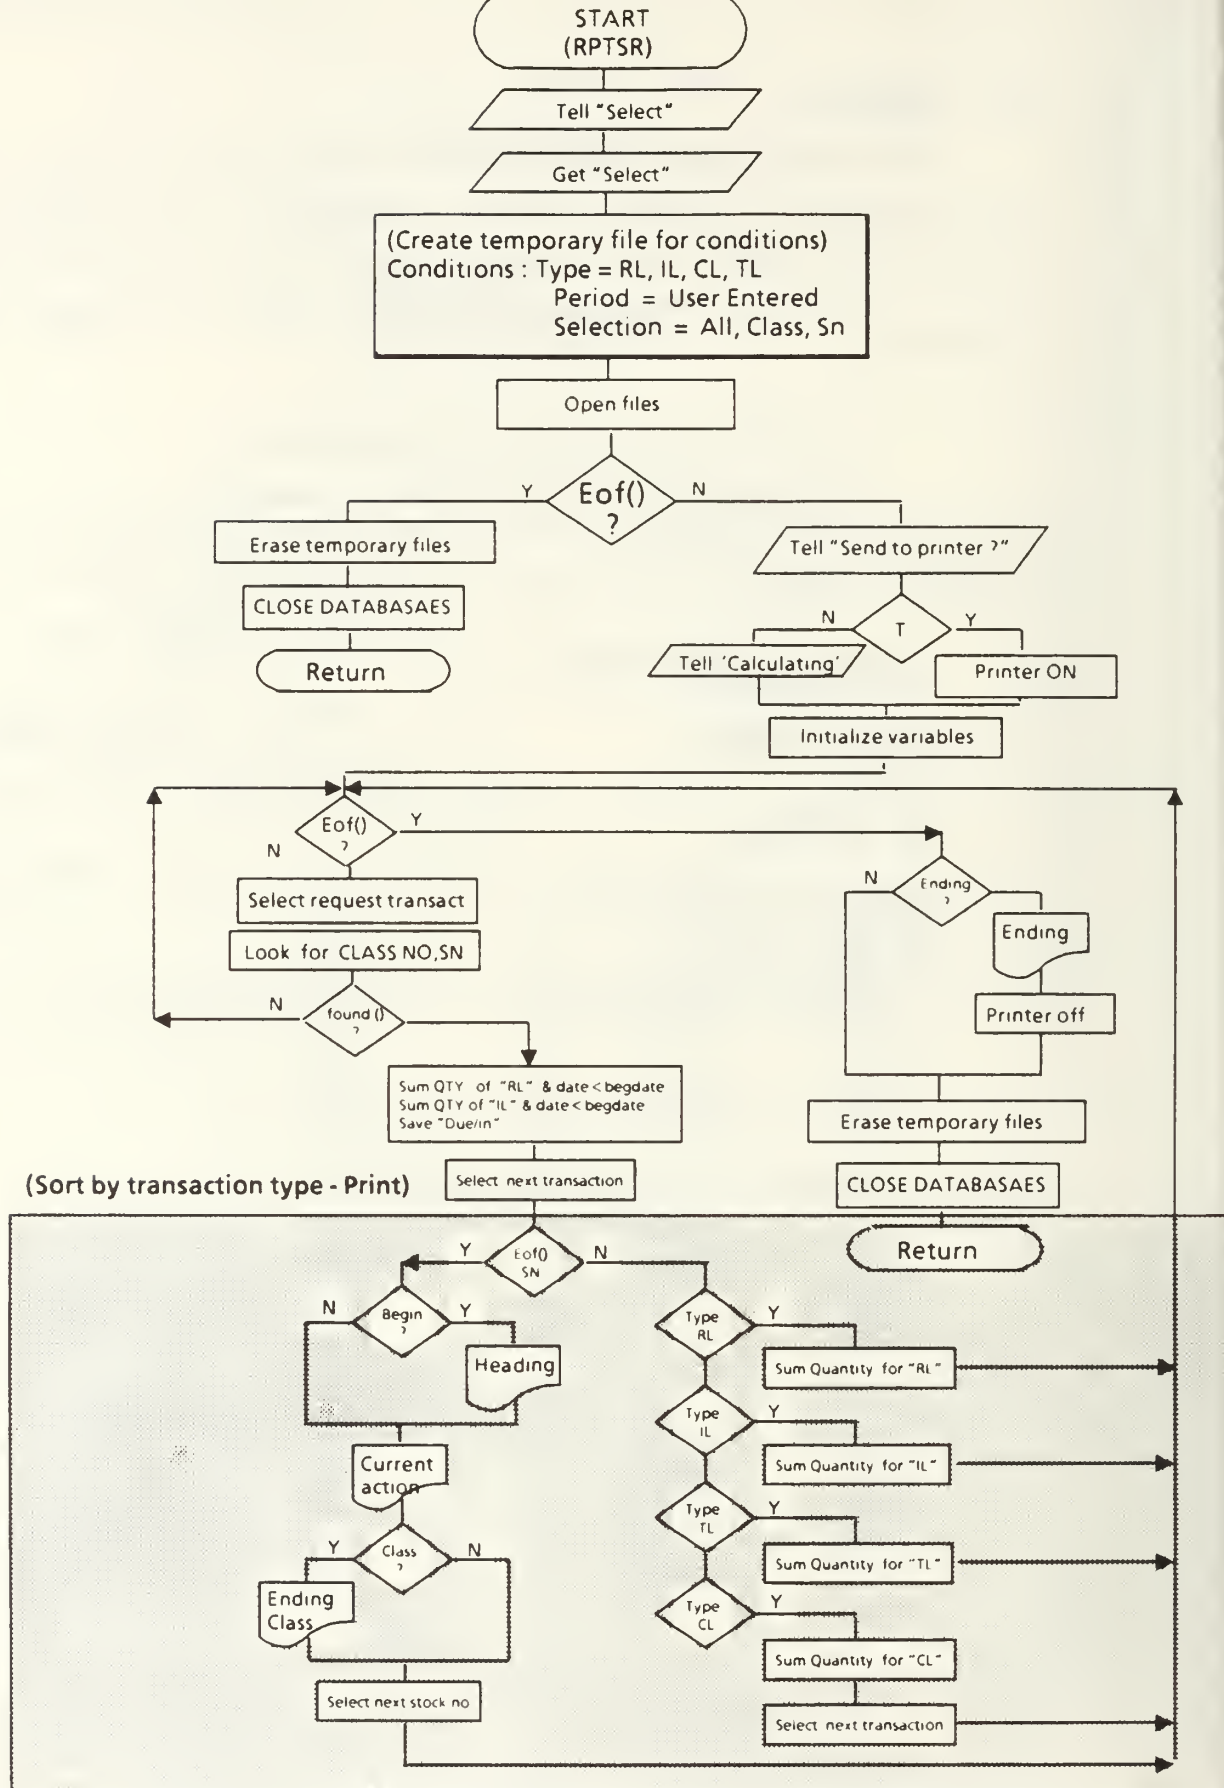 START
(RPTSR)
Tell "Select"
Get "Select"
(Create temporary file for conditions)
Conditions : Type = RL, IL, CL, TL
Period = User Entered
Selection = All, Class, Sn
Open files
Y
Eof()
?
N
Erase temporary files
CLOSE DATABASAES
Return
Tell "Send to printer ?"
N
T
Y
Tell 'Calculating'
Printer ON
Initialize variables
Eof()
?
Y
N
Select request transact
Look for CLASS NO,SN
N
found ()
?
N
Ending
?
Ending
Printer off
Sum QTY of "RL" & date < begdate
Sum QTY of "IL" & date < begdate
Save "Due/in"
Select next transaction
Erase temporary files
CLOSE DATABASAES
Return
(Sort by transaction type - Print)
Y
Eof()
SN
N
N
Begin
?
Y
Heading
Current
action
Y
Class
?
N
Ending
Class
Select next stock no
Type
RL
Y
Sum Quantity for "RL"
Type
IL
Y
Sum Quantity for "IL"
Type
TL
Y
Sum Quantity for "TL"
Type
CL
Y
Sum Quantity for "CL"
Select next transaction